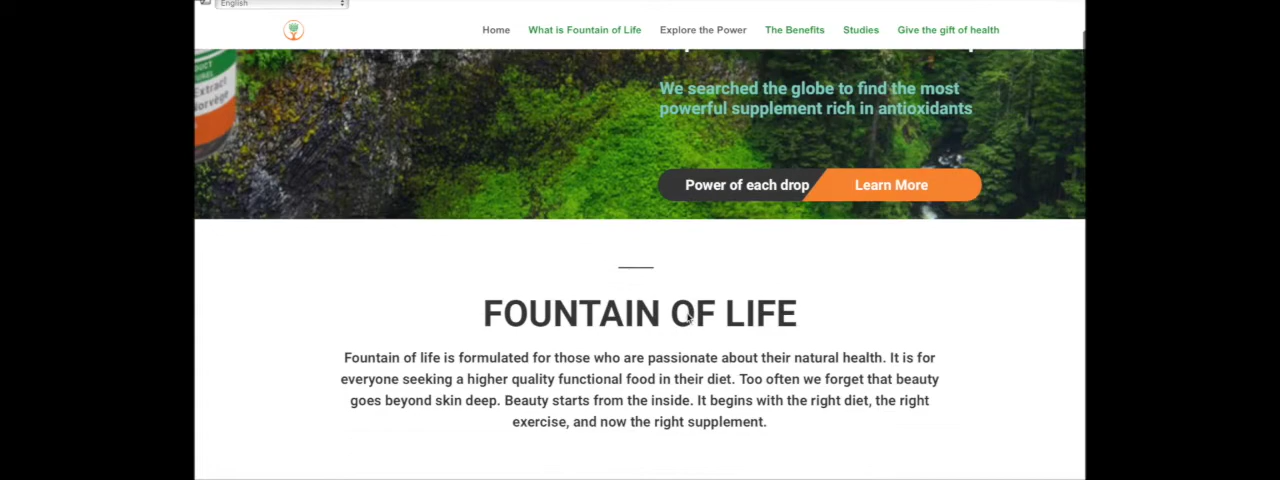 English
Home What is Fountain of Life Explore the Power The Benefits Studies Give the gift of health
Extract
We searched the globe to find the most
powerful supplement rich in antioxidants
Power of each drop Learn More
FOUNTAIN OF LIFE
Fountain of life is formulated for those who are passionate about their natural health. It is for
everyone seeking a higher quality functional food in their diet. Too often we forget that beauty
goes beyond skin deep. Beauty starts from the inside. It begins with the right diet, the right
exercise, and now the right supplement.